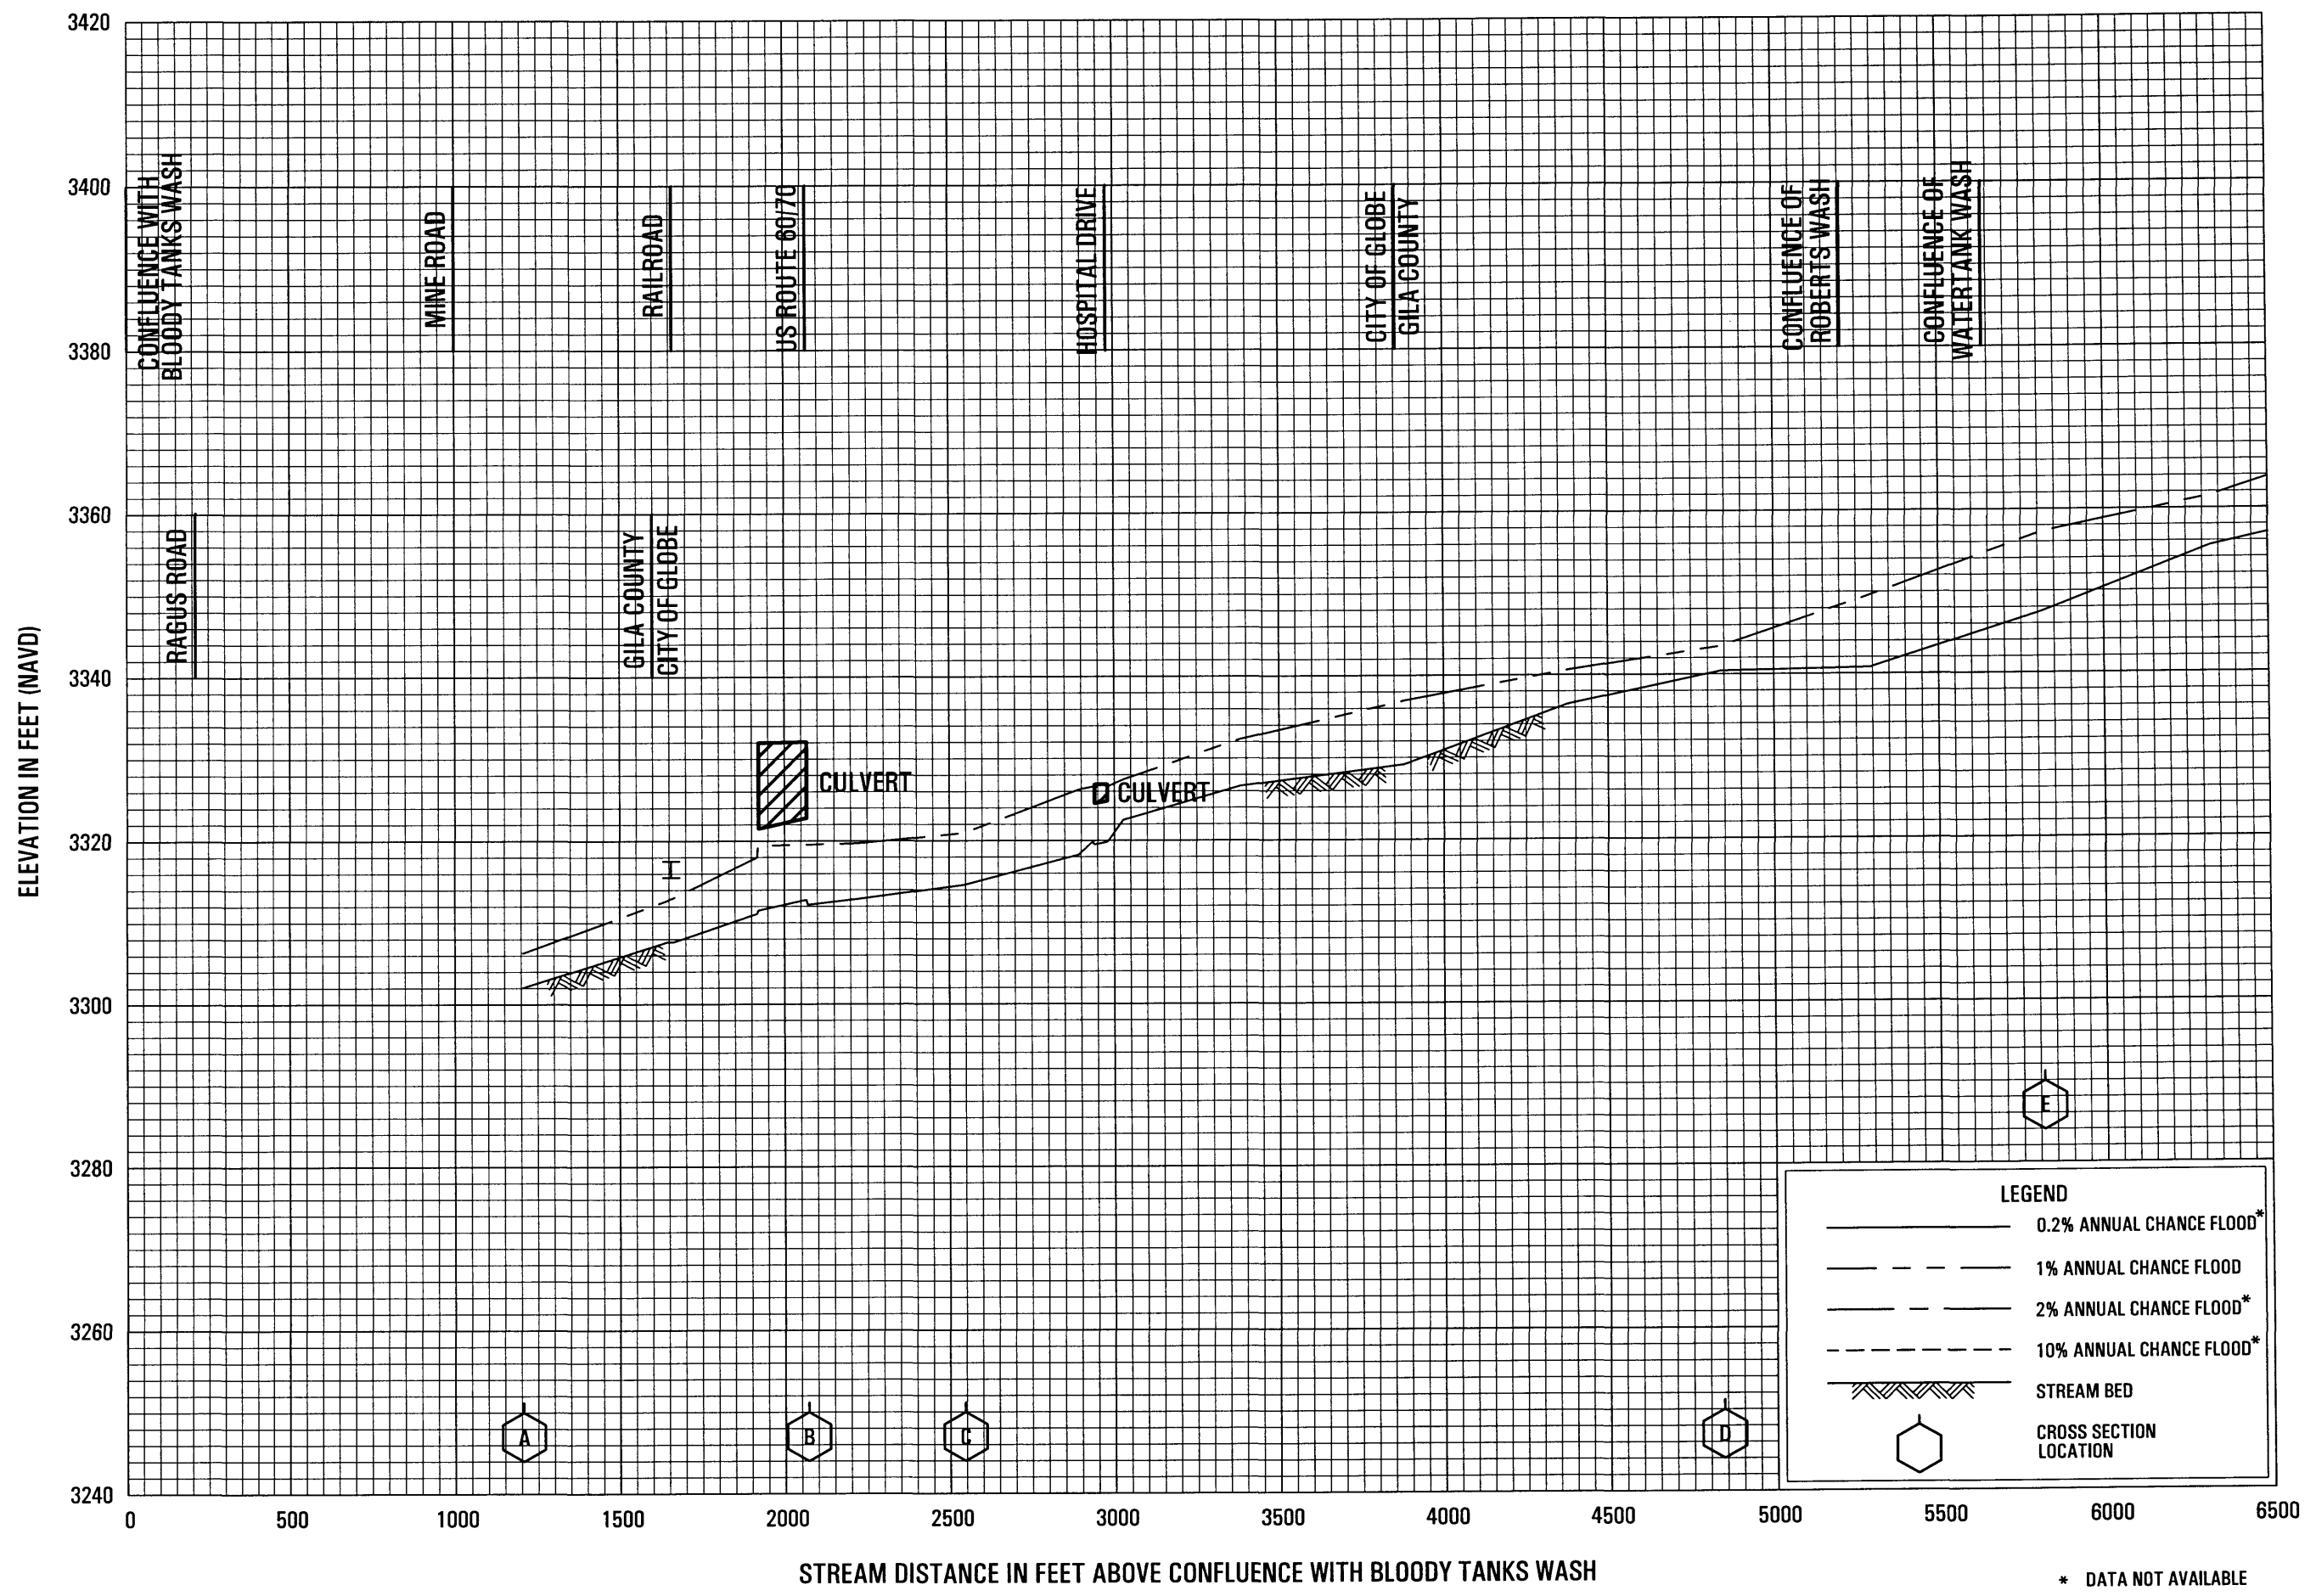 3420
3400
3380
3360
3340
3320
3300
3280
3260
3240
ELEVATION IN FEET (NAVD)
CONFLUENCE WITH
BLOODY TANKS WASH
MINE ROAD
RAILROAD
US ROUTE 60/70
HOSPITAL DRIVE
CITY OF GLOBE
GILA COUNTY
CONFLUENCE OF
ROBERTS WASH
CONFLUENCE OF
WATER TANK WASH
RAGUS ROAD
GILA COUNTY
CITY OF GLOBE
CULVERT
CULVERT
A
B
C
D
E
LEGEND
0.2% ANNUAL CHANCE FLOOD*
1% ANNUAL CHANCE FLOOD
2% ANNUAL CHANCE FLOOD*
10% ANNUAL CHANCE FLOOD*
STREAM BED
CROSS SECTION
LOCATION
0 500 1000 1500 2000 2500 3000 3500 4000 4500 5000 5500 6000 6500
STREAM DISTANCE IN FEET ABOVE CONFLUENCE WITH BLOODY TANKS WASH
* DATA NOT AVAILABLE